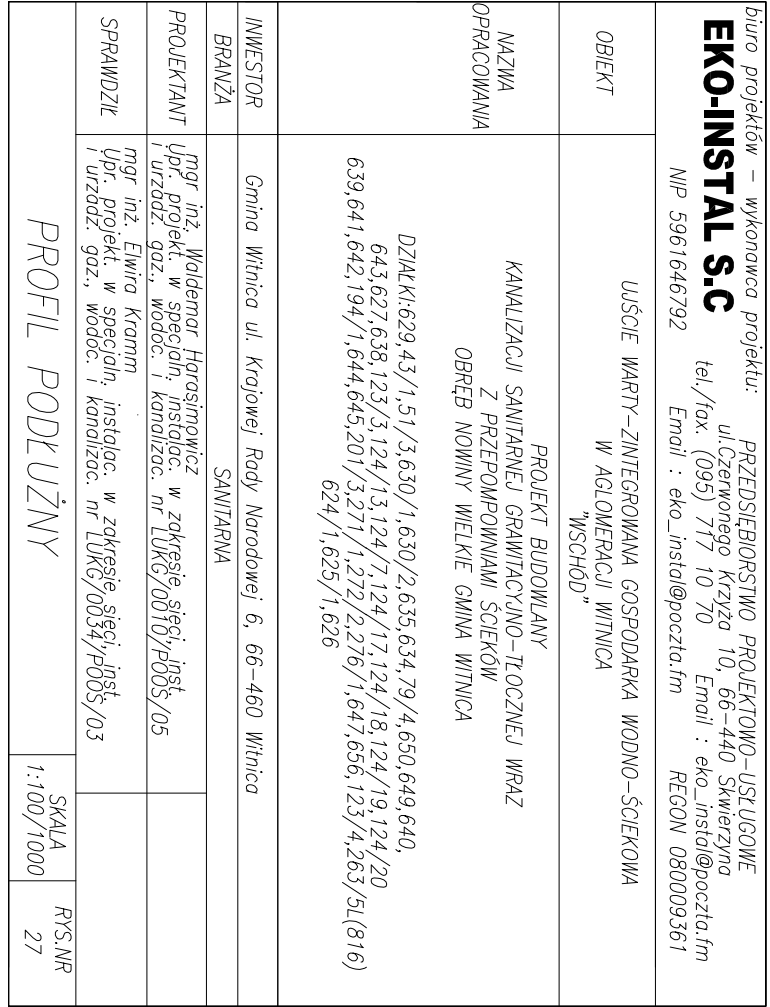 biuro projektów – wykonawca projektu:
EKO-INSTAL S.C
PRZEDSIĘBIORSTWO PROJEKTOWO-USŁUGOWE
ul.Czerwonego Krzyża 10, 66-440 Skwierzyna
tel./fax. (095) 717 10 70 Email : eko_instal@poczta.fm
NIP 5961646792 Email : eko_instal@poczta.fm REGON 080009361
OBIEKT
UJŚCIE WARTY-ZINTEGROWANA GOSPODARKA WODNO-ŚCIEKOWA
W AGLOMERACJI WITNICA
"WSCHÓD"
NAZWA
OPRACOWANIA
PROJEKT BUDOWLANY
KANALIZACJI SANITARNEJ GRAWITACYJNO-TŁOCZNEJ WRAZ
Z PRZEPOMPOWNIAMI ŚCIEKÓW
OBRĘB NOWINY WIELKIE GMINA WITNICA
DZIAŁKI:629,43/1,51/3,630/1,630/2,635,634,79/4,650,649,640,
643,627,638,123/3,124/13,124/7,124/17,124/18,124/19,124/20
639,641,642,194/1,644,645,201/3,271/1,272/2,276/1,647,656,123/4,263/5L(816)
624/1,625/1,626
INWESTOR
Gmina Witnica ul. Krajowej Rady Narodowej 6, 66-460 Witnica
BRANŻA
SANITARNA
PROJEKTANT
mgr inż. Waldemar Harasimowicz
Upr. projekt. w specjaln. instalac. w zakresie sieci, inst.
i urządz. gaz., wodoc. i kanalizac. nr LUKG/0010/POOS/05
SPRAWDZIŁ
mgr inż. Elwira Kramm
Upr. projekt. w specjaln. instalac. w zakresie sieci, inst.
i urządz. gaz., wodoc. i kanalizac. nr LUKG/0034/POOS/03
PROFIL PODŁUŻNY
SKALA
1:100/1000
RYS.NR
27